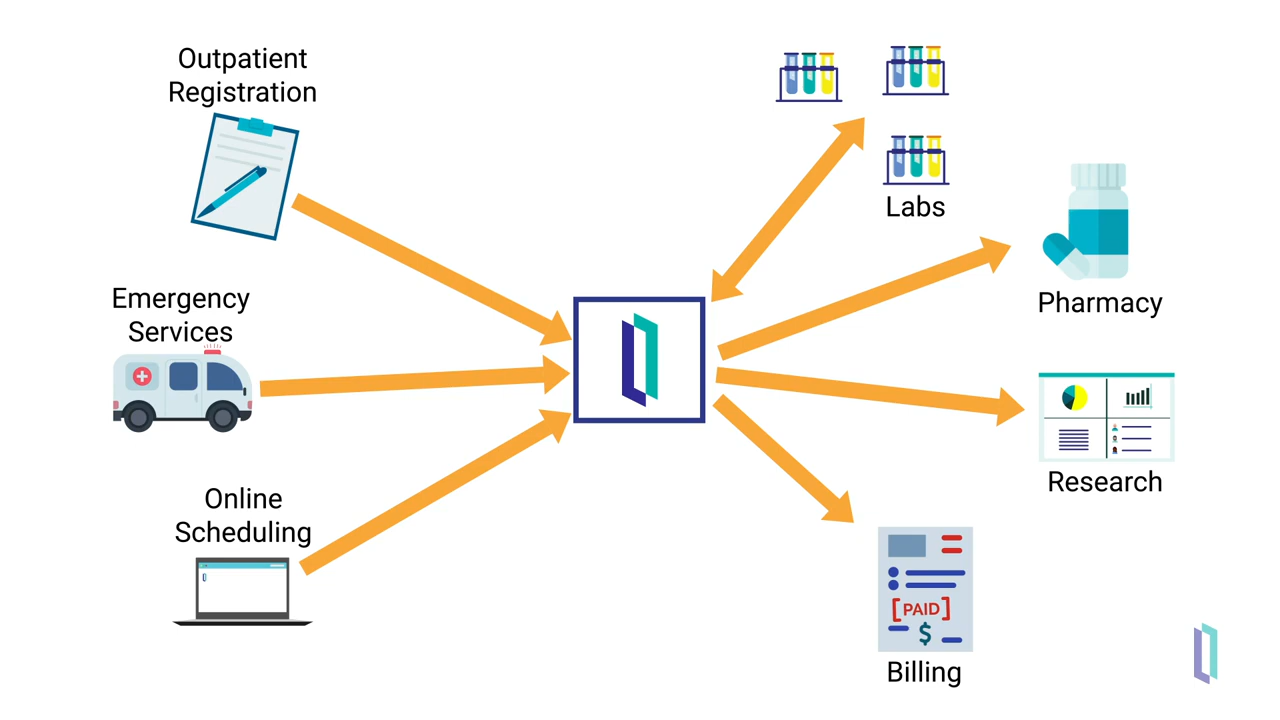 Outpatient
Registration
Emergency
Services
Online
Scheduling
Labs
Pharmacy
Research
[PAID]
$
Billing